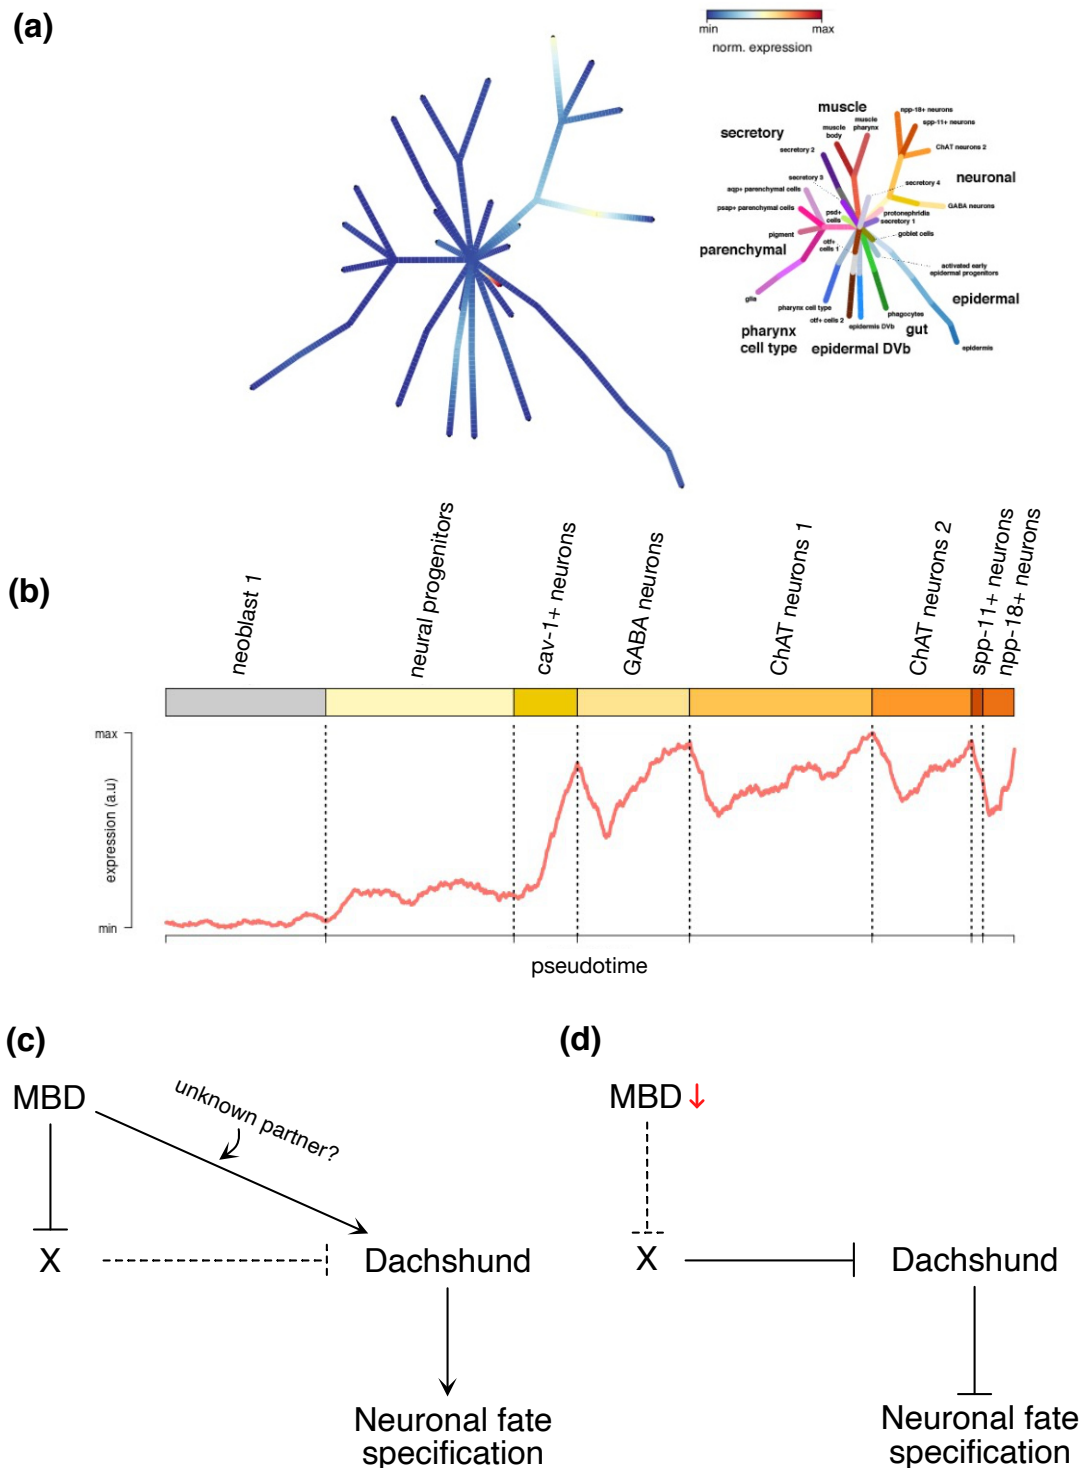 (a)
min
max
norm. expression
muscle
secretory
neuronal
parenchymal
epidermal
pharynx
cell type
epidermal DVb
gut
npp-18+ neurons
spp-11+ neurons
ChAT neurons 2
GABA neurons
muscle
pharynx
muscle
body
secretory 2
secretory 3
secretory 4
aqp+ parenchymal cells
psap+ parenchymal cells
psd+
cells
protonephridia
secretory 1
goblet cells
pigment
otf+
cells 1
activated early
epidermal progenitors
glia
pharynx cell type
otf+ cells 2
epidermis DVb
phagocytes
epidermis
(b)
neoblast 1
neural progenitors
cav-1+ neurons
GABA neurons
ChAT neurons 1
ChAT neurons 2
spp-11+ neurons
npp-18+ neurons
max
expression (a.u)
min
pseudotime
(c)
MBD
unknown partner?
X
Dachshund
Neuronal fate
specification
(d)
MBD ↓
X
Dachshund
Neuronal fate
specification